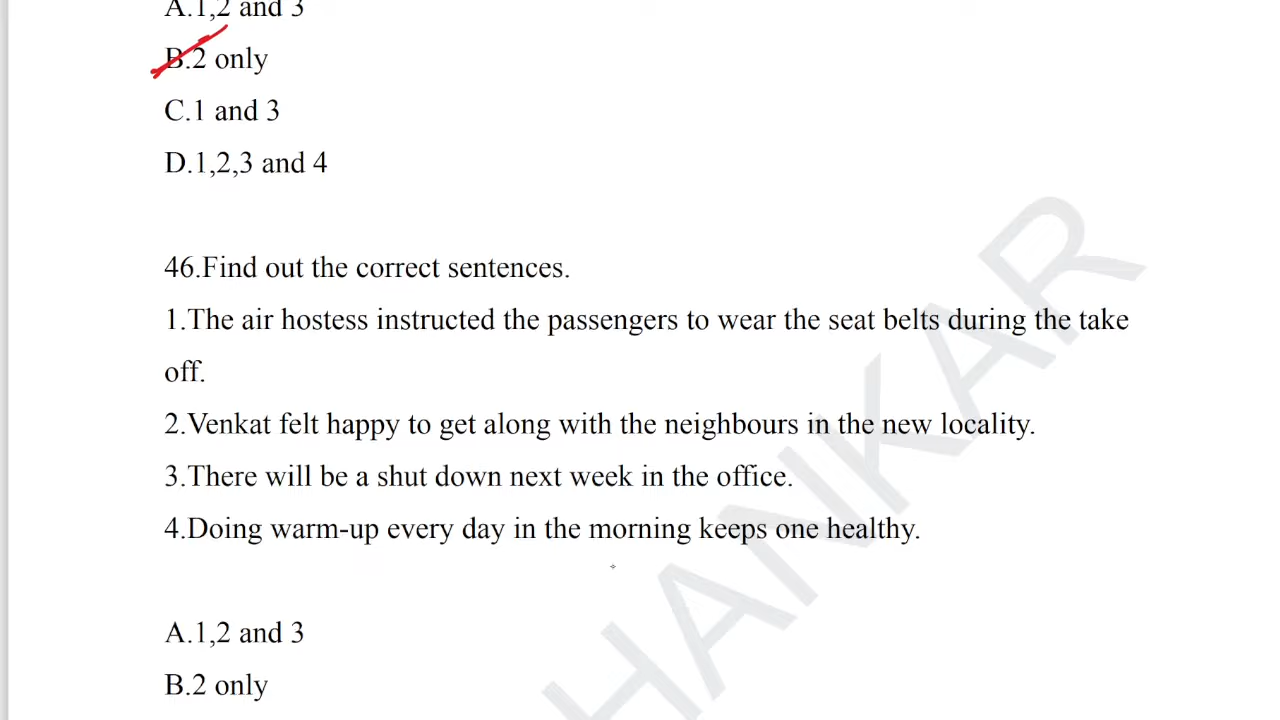 A.1,2 and 3
B.2 only
C.1 and 3
D.1,2,3 and 4
46.Find out the correct sentences.
1.The air hostess instructed the passengers to wear the seat belts during the take
off.
2.Venkat felt happy to get along with the neighbours in the new locality.
3.There will be a shut down next week in the office.
4.Doing warm-up every day in the morning keeps one healthy.
A.1,2 and 3
B.2 only
HANKAR